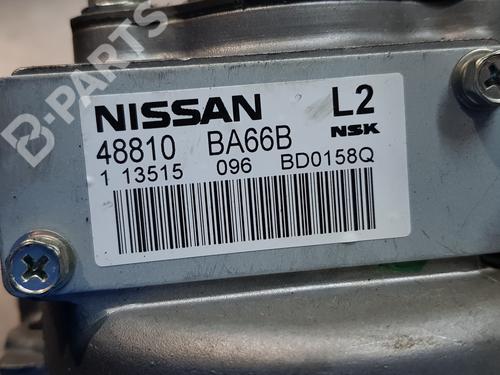 B-PARTS
NISSAN L2
NSK
48810 BA66B
1 13515 096 BD0158Q